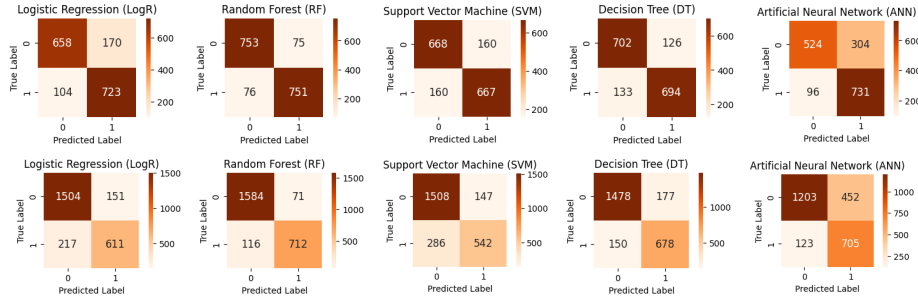 Logistic Regression (LogR)
True Label
0
1
658 170
104 723
0 1
Predicted Label
600
400
200
Random Forest (RF)
True Label
0
1
753 75
76 751
0 1
Predicted Label
600
400
200
Support Vector Machine (SVM)
True Label
0
1
668 160
160 667
0 1
Predicted Label
600
400
200
Decision Tree (DT)
True Label
0
1
702 126
133 694
0 1
Predicted Label
600
400
200
Artificial Neural Network (ANN)
True Label
0
1
524 304
96 731
0 1
Predicted Label
600
400
200
Logistic Regression (LogR)
True Label
0
1
1504 151
217 611
0 1
Predicted Label
1500
1000
500
Random Forest (RF)
True Label
0
1
1584 71
116 712
0 1
Predicted Label
1500
1000
500
Support Vector Machine (SVM)
True Label
0
1
1508 147
286 542
0 1
Predicted Label
1500
1000
500
Decision Tree (DT)
True Label
0
1
1478 177
150 678
0 1
Predicted Label
1000
500
Artificial Neural Network (ANN)
True Label
0
1
1203 452
123 705
0 1
Predicted Label
1000
750
500
250